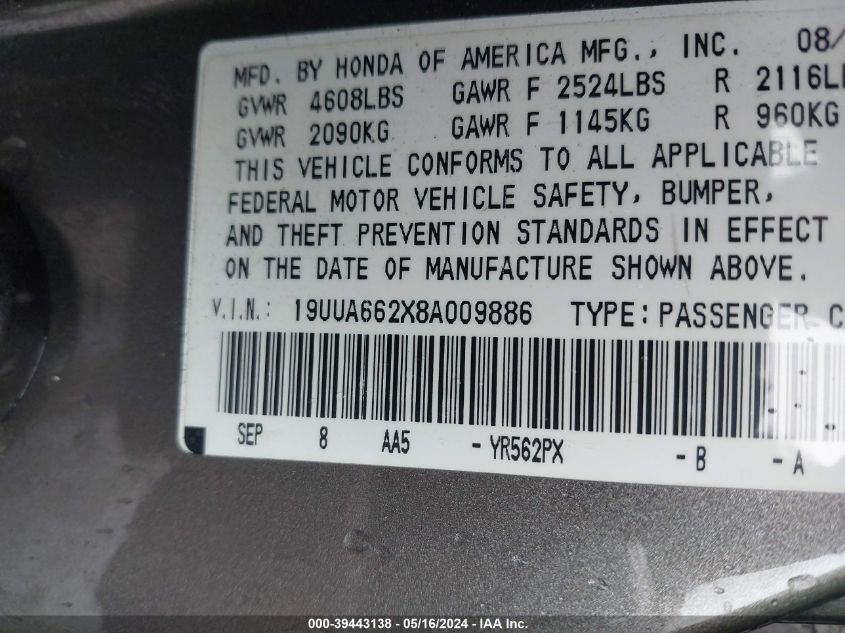 MFD. BY HONDA OF AMERICA MFG., INC. 08/
GVWR 4608LBS GAWR F 2524LBS R 2116LB
GVWR 2090KG GAWR F 1145KG R 960KG
THIS VEHICLE CONFORMS TO ALL APPLICABLE
FEDERAL MOTOR VEHICLE SAFETY, BUMPER,
AND THEFT PREVENTION STANDARDS IN EFFECT
ON THE DATE OF MANUFACTURE SHOWN ABOVE.
V.I.N.: 19UUA662X8A009886 TYPE: PASSENGER C
SEP 8 AA5 - YR562PX - B - A
000-39443138 - 05/16/2024 - IAA Inc.